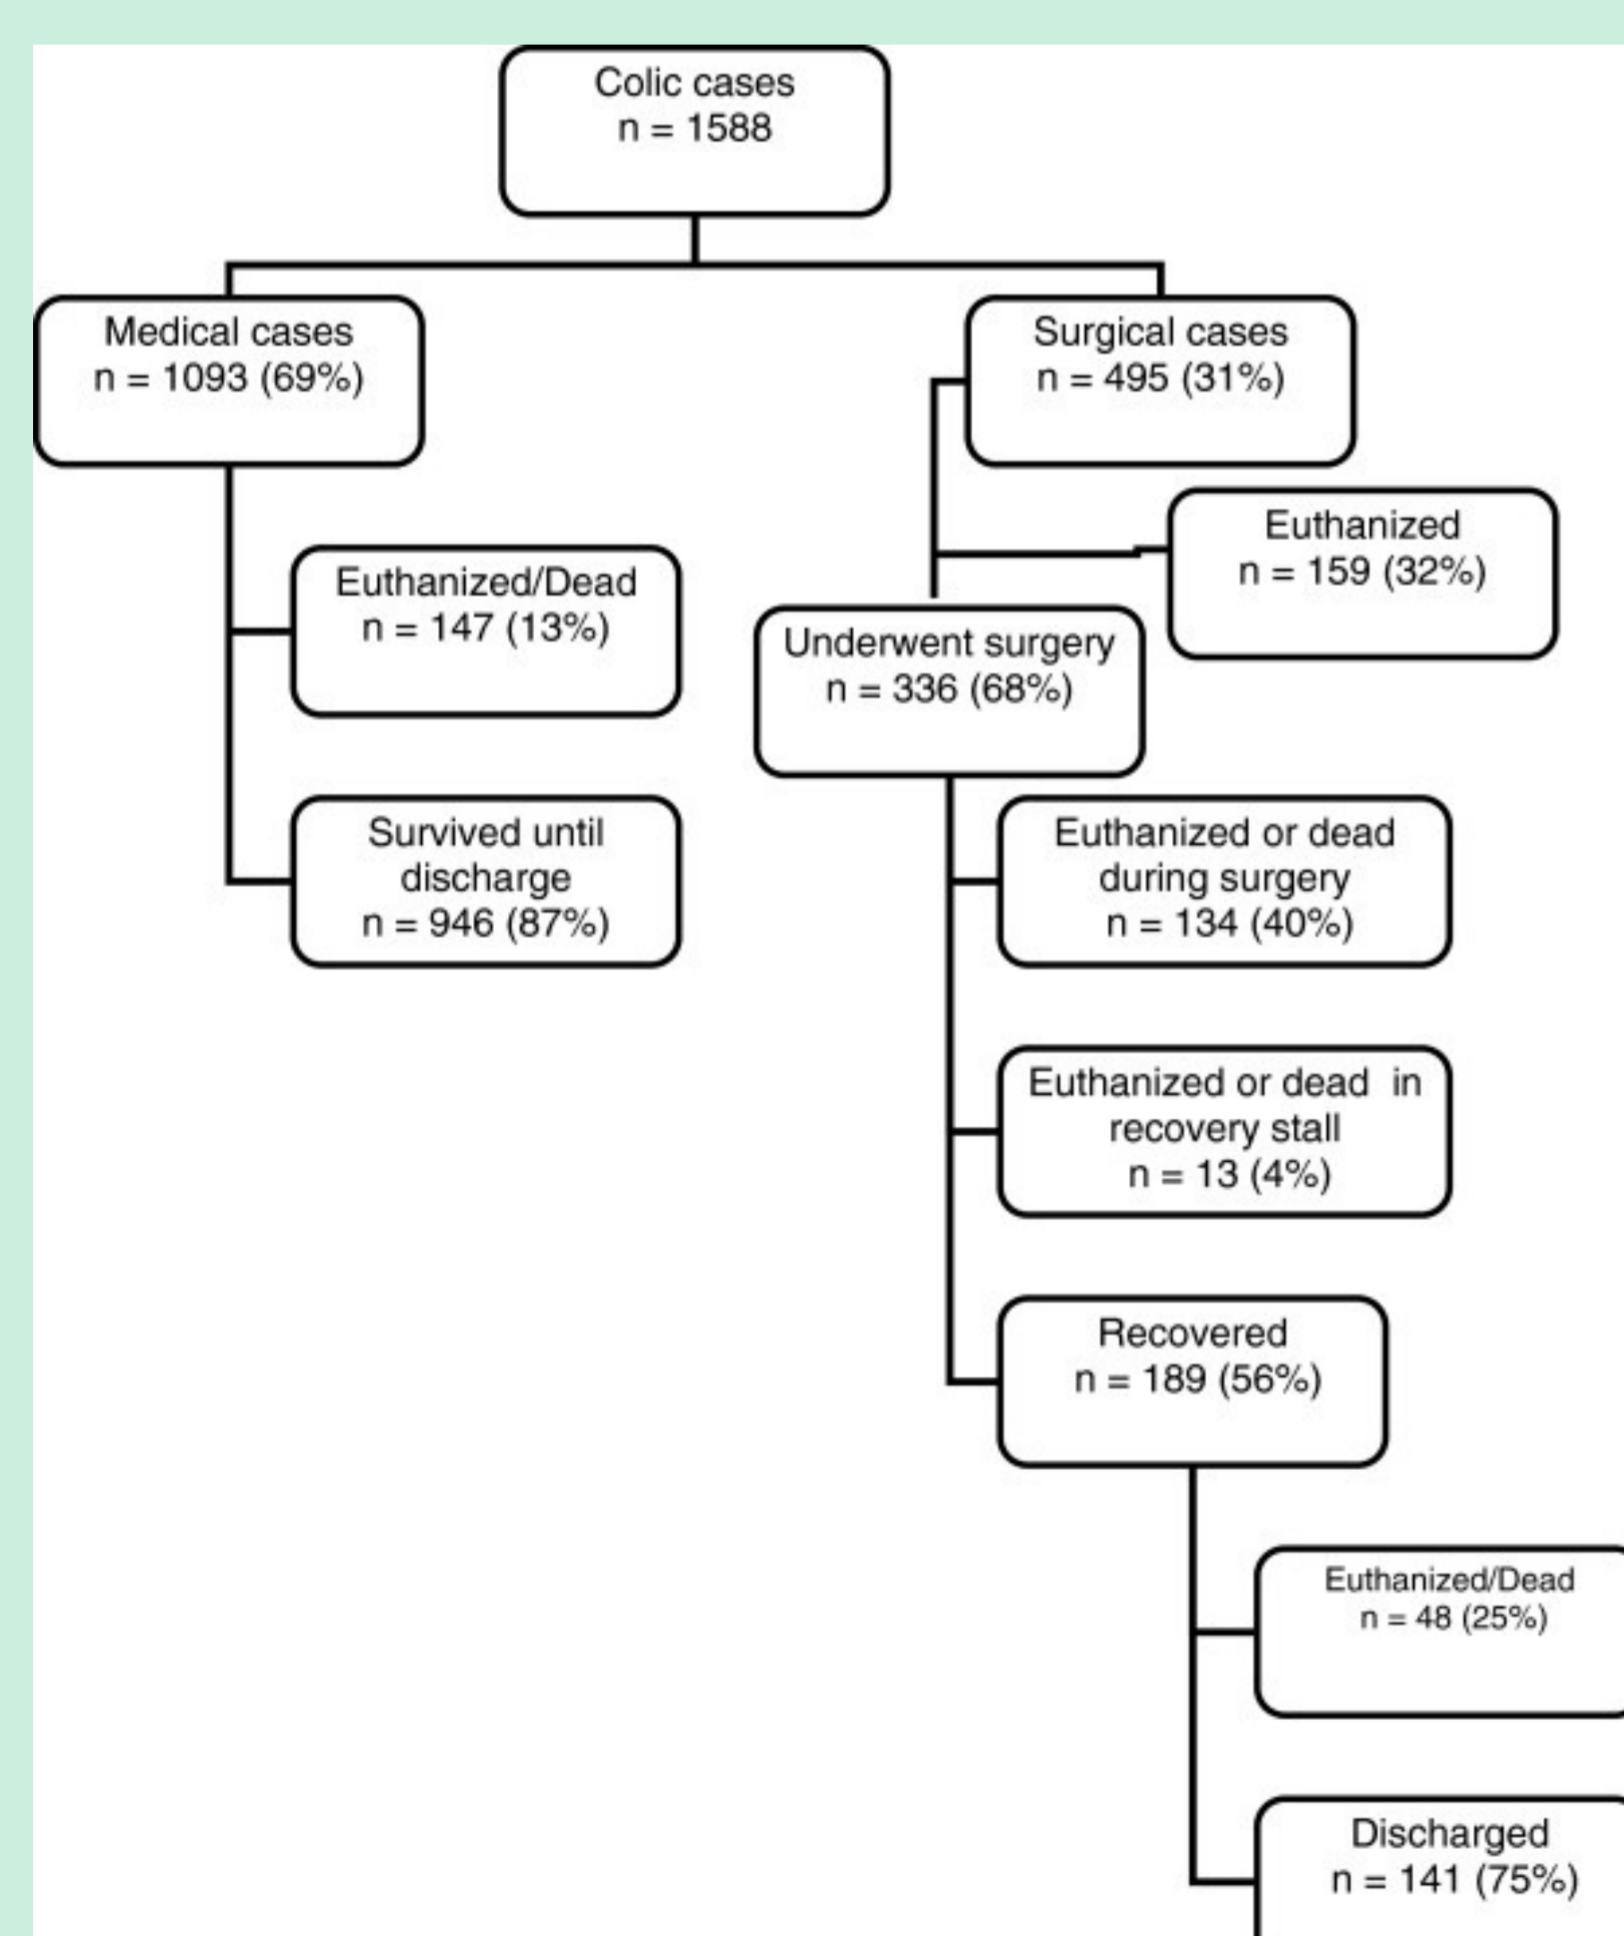 Colic cases
n = 1588
Medical cases
n = 1093 (69%)
Surgical cases
n = 495 (31%)
Euthanized
n = 159 (32%)
Euthanized/Dead
n = 147 (13%)
Underwent surgery
n = 336 (68%)
Survived until
discharge
n = 946 (87%)
Euthanized or dead
during surgery
n = 134 (40%)
Euthanized or dead  in
recovery stall
n = 13 (4%)
Recovered
n = 189 (56%)
Euthanized/Dead
n = 48 (25%)
Discharged
n = 141 (75%)